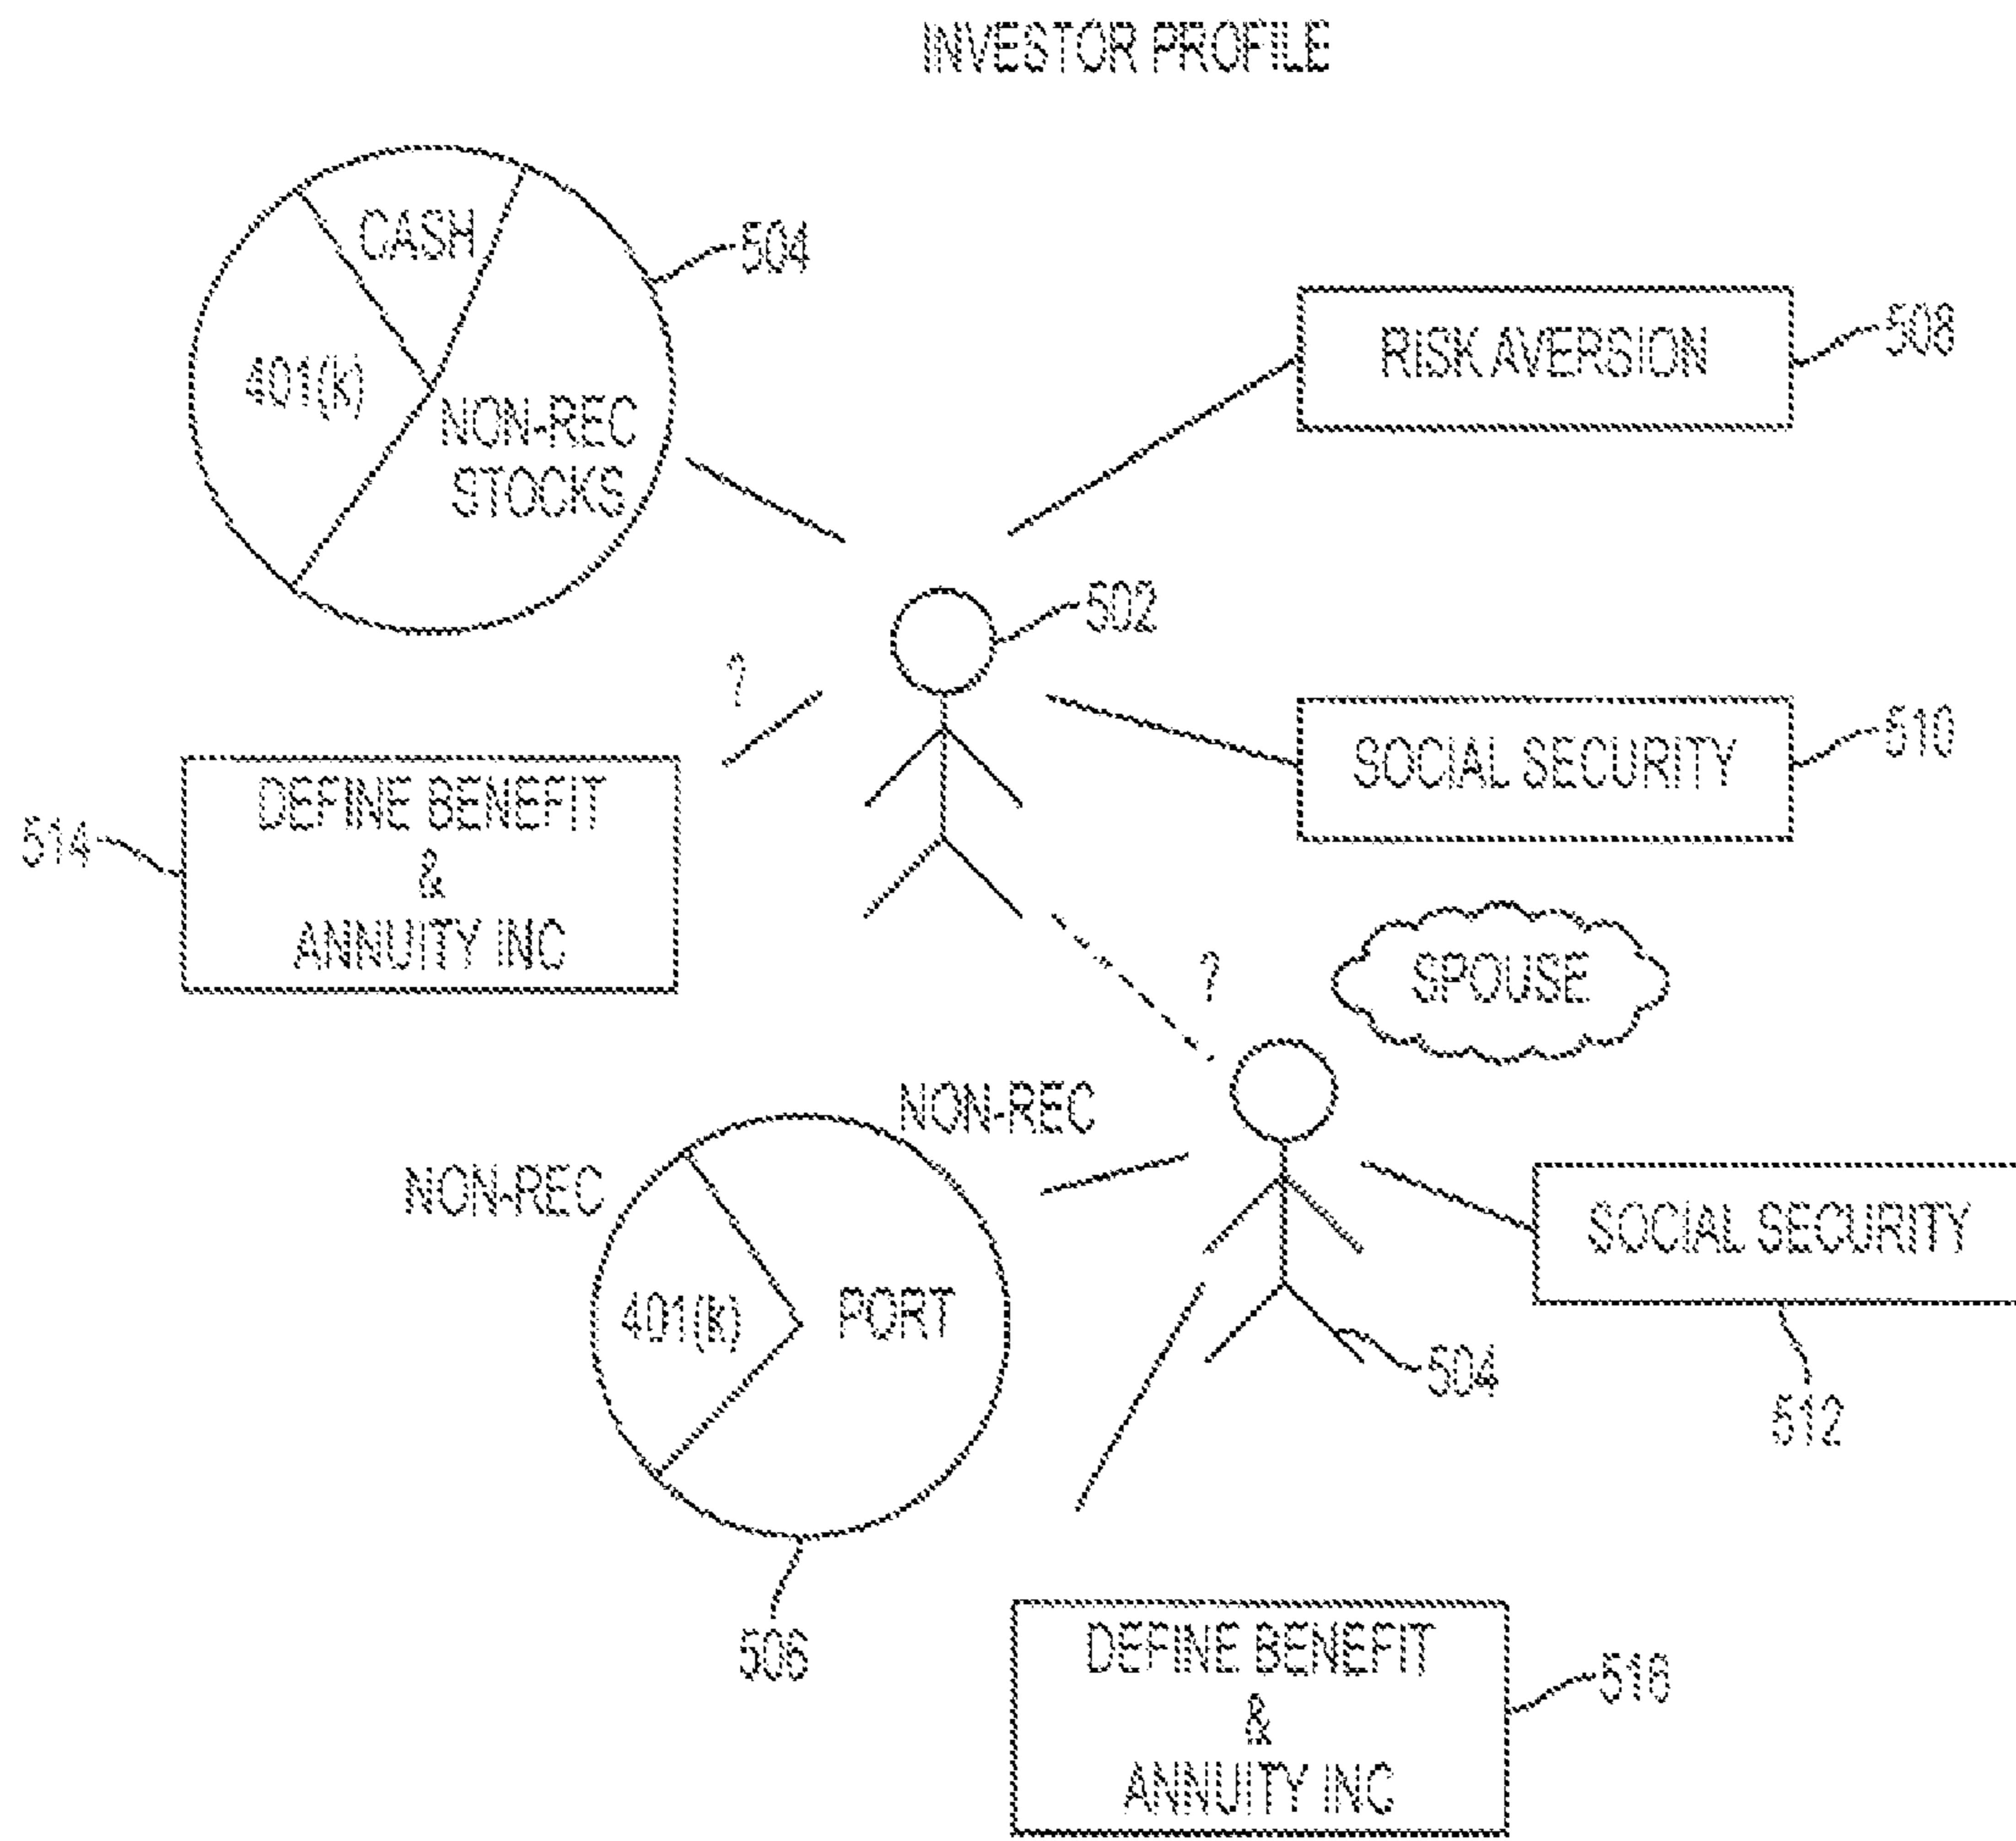 INVESTOR PROFILE
CASH
504
401(k)
NON-REC
STOCKS
RISK AVERSION
508
502
?
SOCIAL SECURITY
510
DEFINE BENEFIT
&
ANNUITY INC
514
SPOUSE
?
NON-REC
NON-REC
401(k)
PORT
SOCIAL SECURITY
504
512
506
DEFINE BENEFIT
&
ANNUITY INC
516